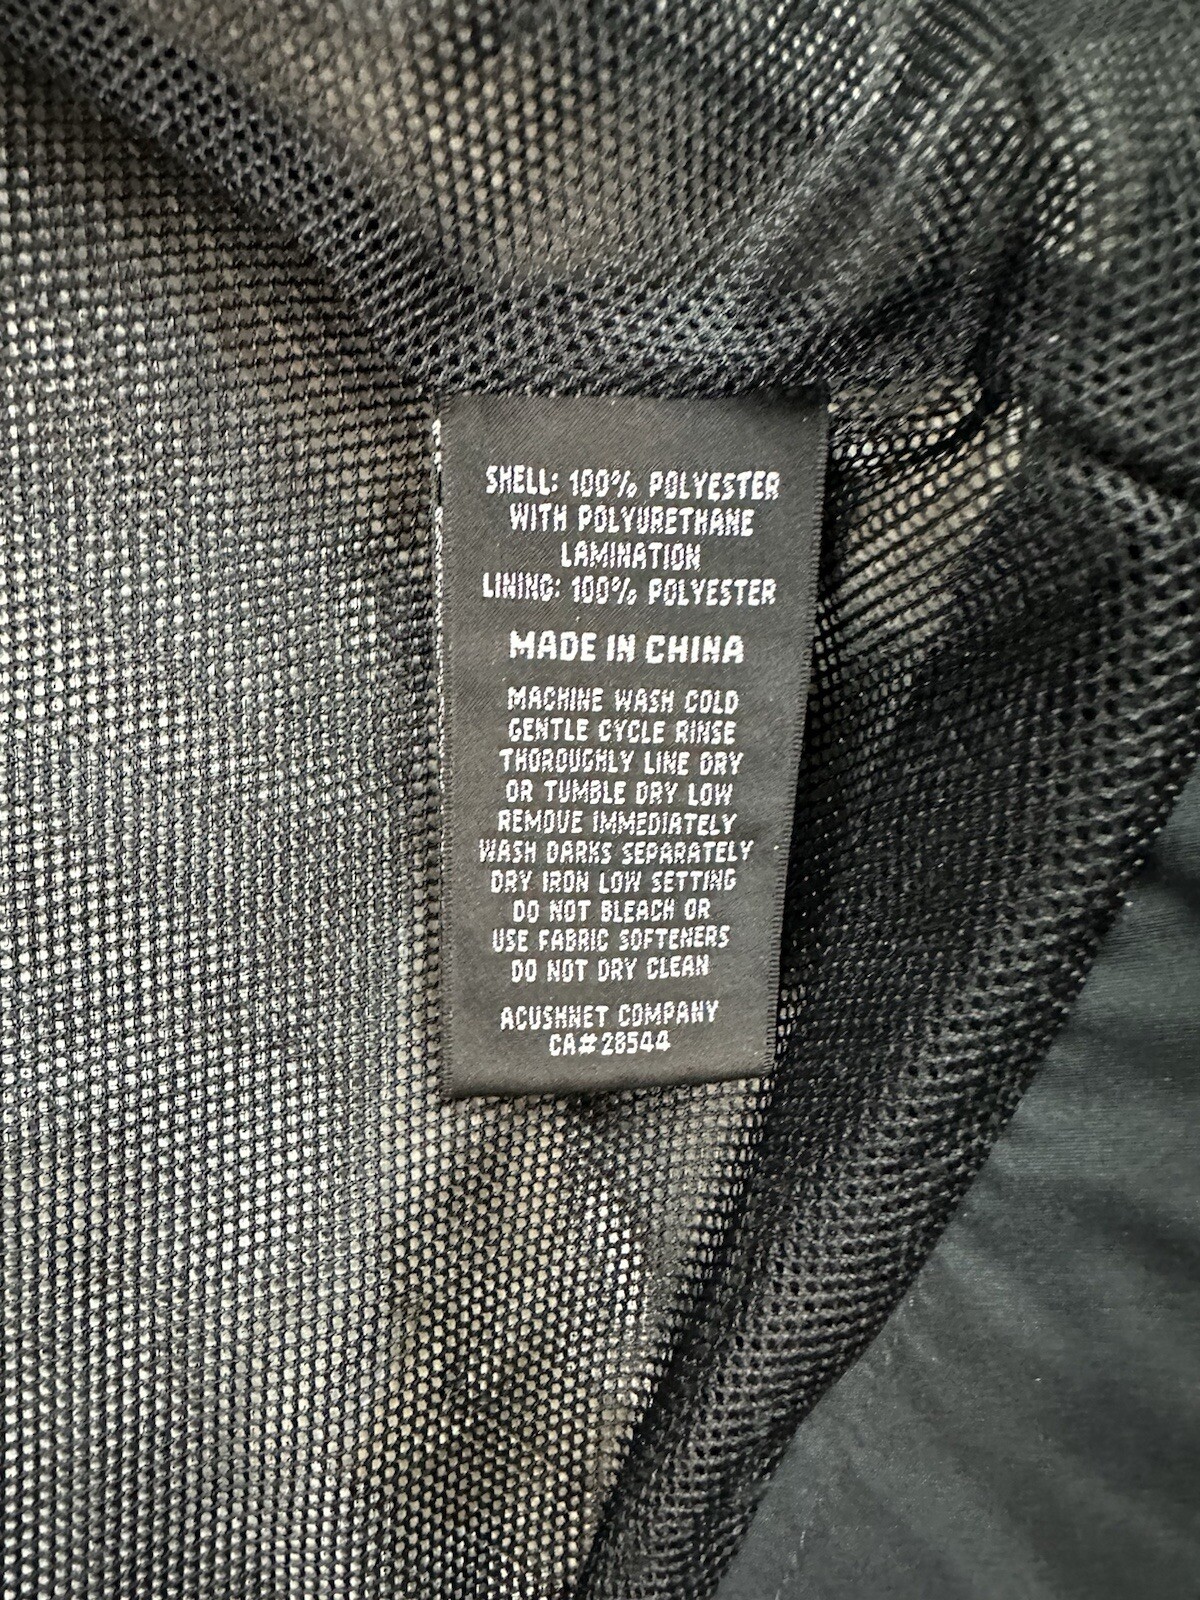 SHELL: 100% POLYESTER
WITH POLYURETHANE
LAMINATION
LINING: 100% POLYESTER
MADE IN CHINA
MACHINE WASH COLD
GENTLE CYCLE RINSE
THOROUGHLY LINE DRY
OR TUMBLE DRY LOW
REMOVE IMMEDIATELY
WASH DARKS SEPARATELY
DRY IRON LOW SETTING
DO NOT BLEACH OR
USE FABRIC SOFTENERS
DO NOT DRY CLEAN
ACUSHNET COMPANY
CA#28544